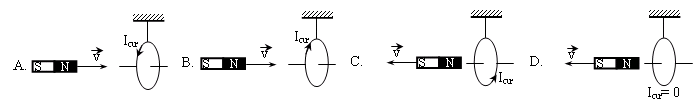 A. S N v Icư
B. S N v Icư
C. v S N Icư
D. v S N Icư= 0